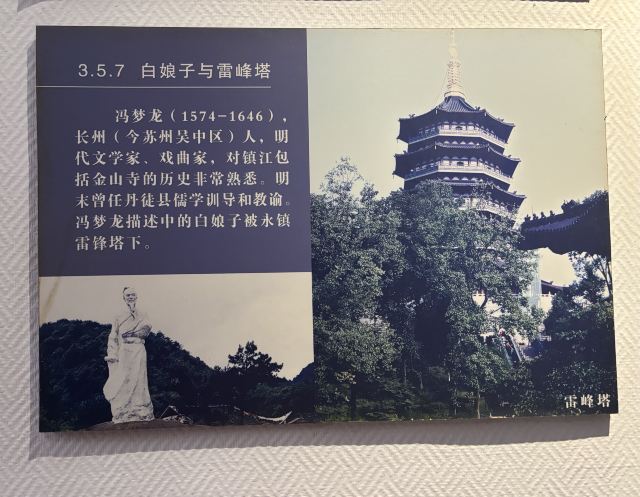 3.5.7 白娘子与雷峰塔
冯梦龙（1574-1646），
长州（今苏州吴中区）人，明
代文学家、戏曲家，对镇江包
括金山寺的历史非常熟悉。明
末曾任丹徒县儒学训导和教谕。
冯梦龙描述中的白娘子被永镇
雷锋塔下。
雷峰塔